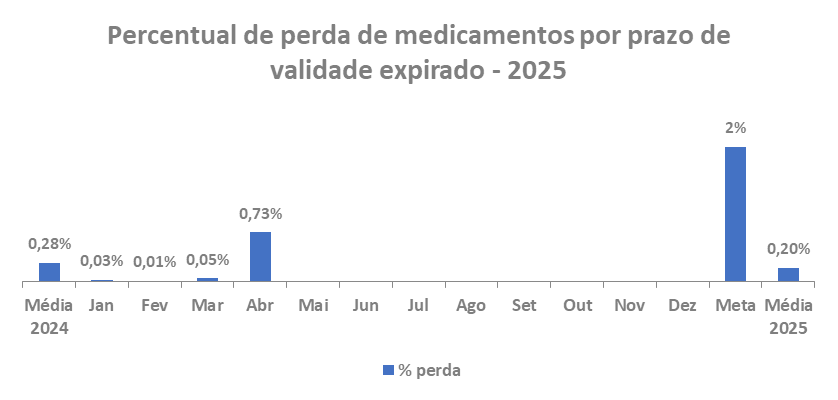 Percentual de perda de medicamentos por prazo de
validade expirado - 2025
2%
0,73%
0,28%
0,03%
0,01%
0,05%
0,20%
Média
2024
Jan
Fev
Mar
Abr
Mai
Jun
Jul
Ago
Set
Out
Nov
Dez
Meta
Média
2025
% perda